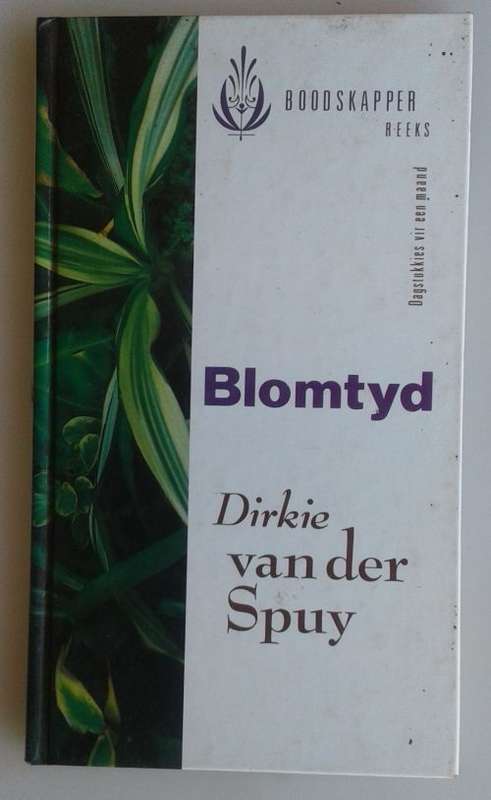 BOODSKAPPER
REEKS
Dagstukkies vir een maand
Blomtyd
Dirkie
van der
Spuy